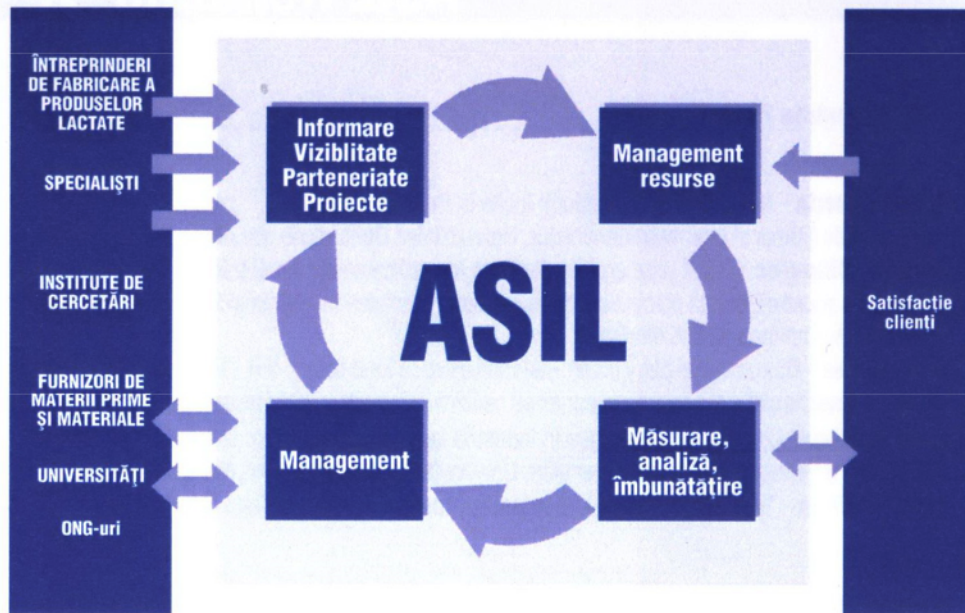 ÎNTREPRINDERI
DE FABRICARE A
PRODUSELOR
LACTATE
SPECIALIȘTI
INSTITUTE DE
CERCETĂRI
FURNIZORI DE
MATERII PRIME
ȘI MATERIALE
UNIVERSITĂȚI
ONG-uri
Informare
Viziblitate
Parteneriate
Proiecte
Management
resurse
ASIL
Management
Măsurare,
analiză,
îmbunătățire
Satisfacție
clienți